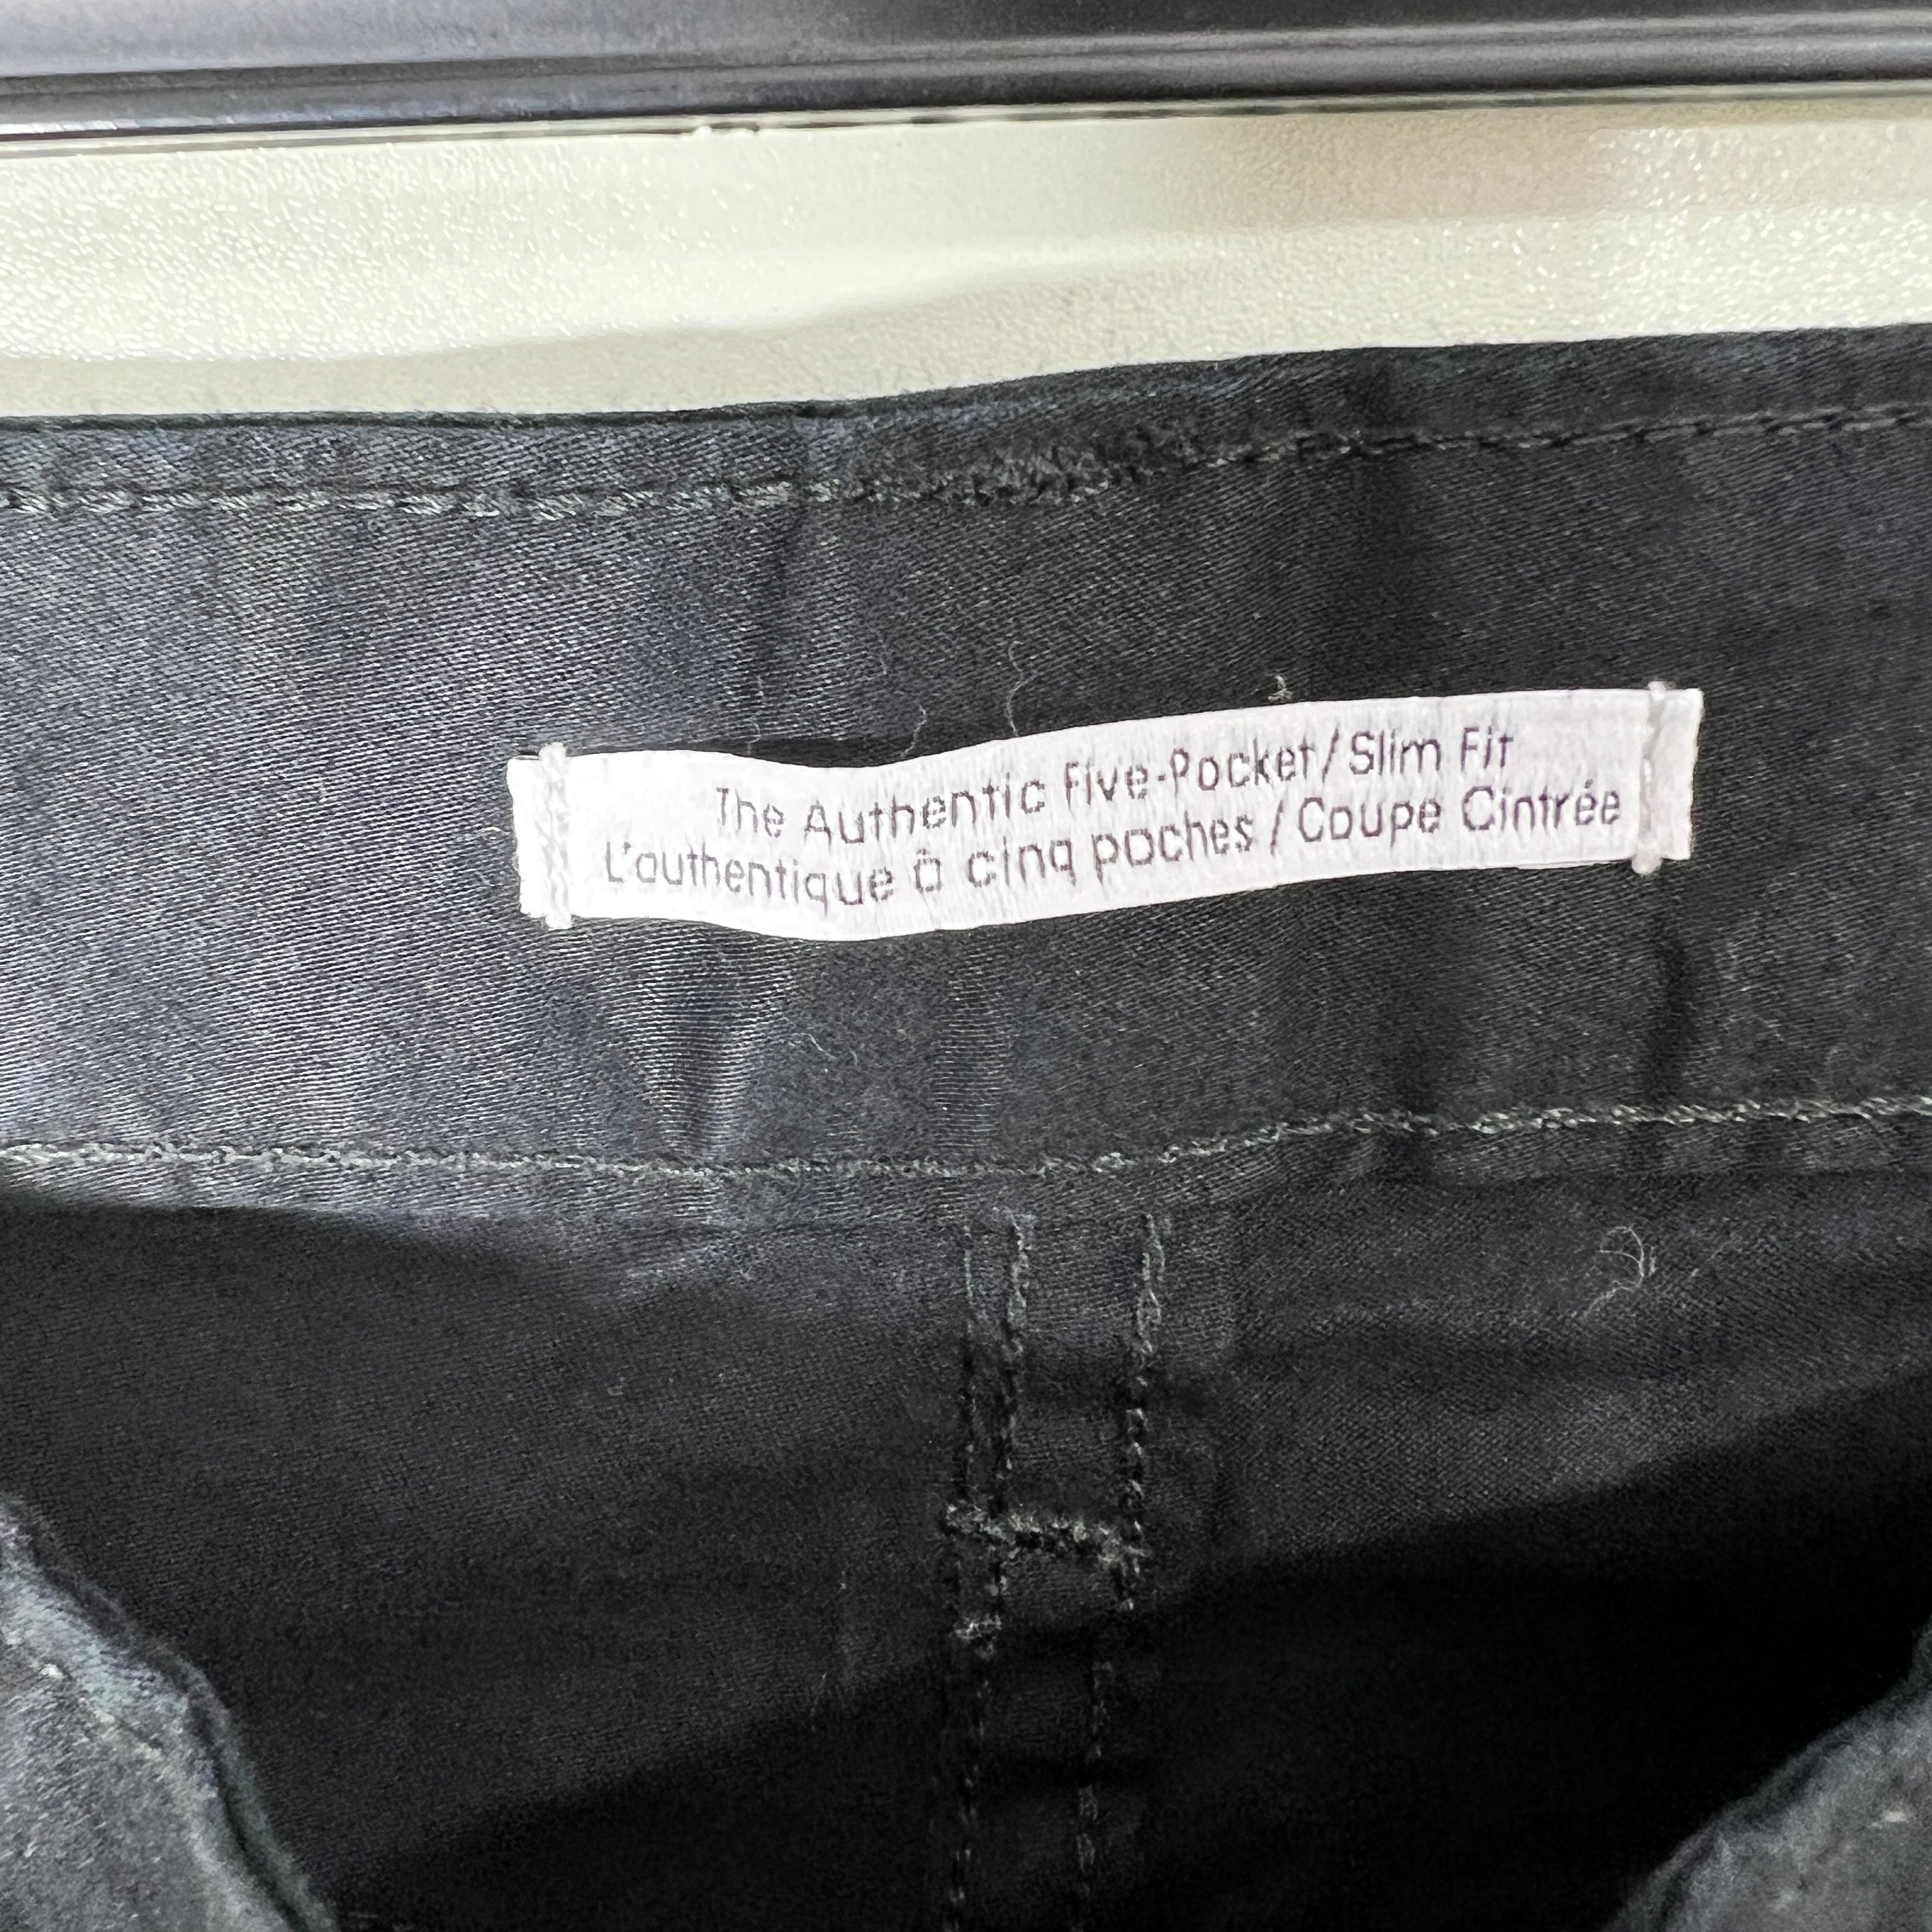 The Authentic Five-Pocket/Slim Fit
L'authentique à cinq poches / Coupe Cintrée